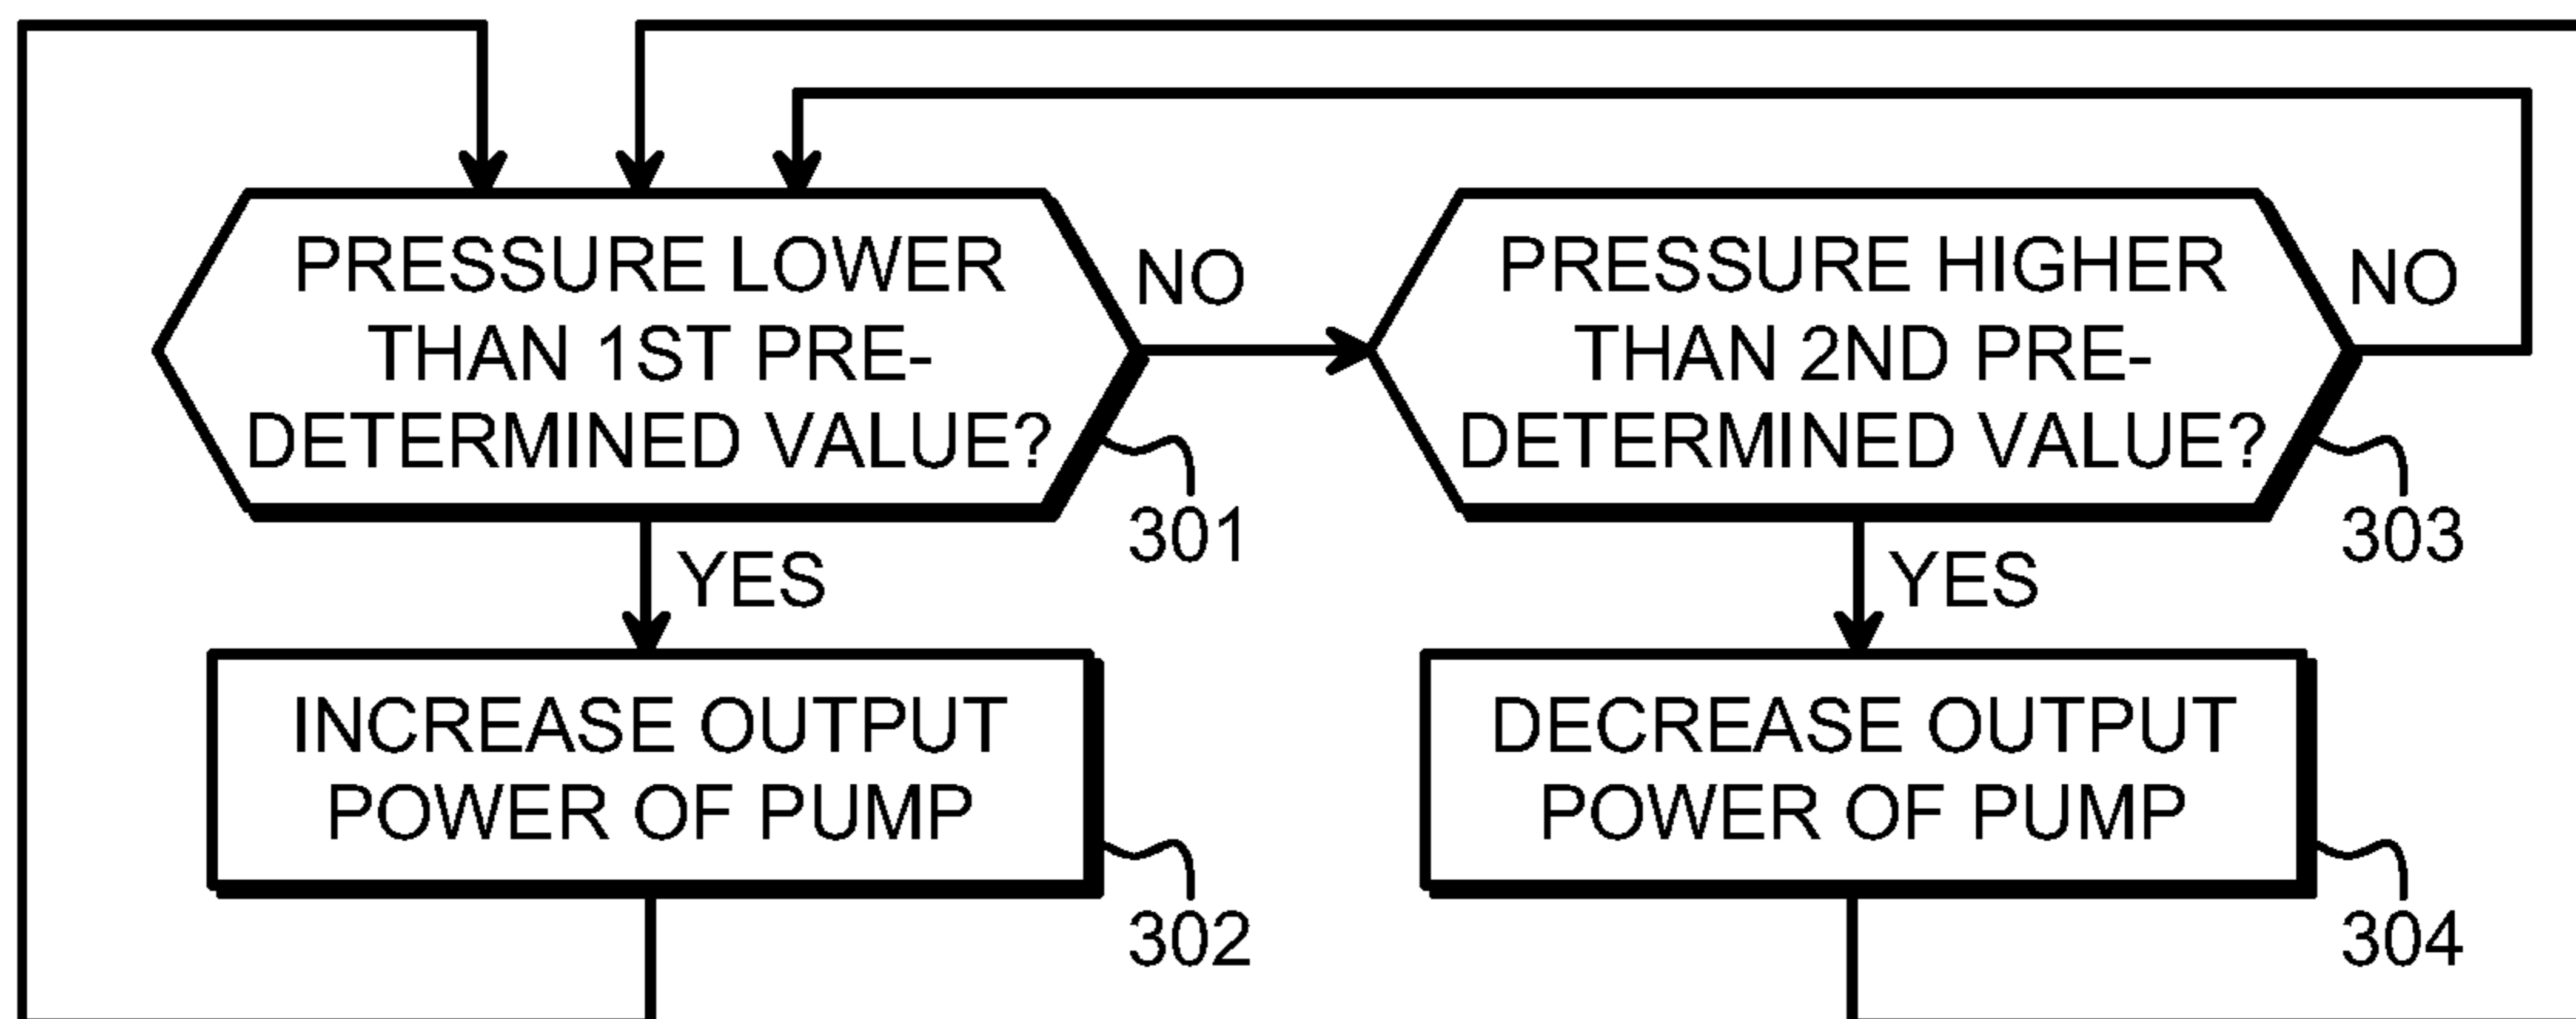 PRESSURE LOWER
THAN 1ST PRE-
DETERMINED VALUE?
NO
301
YES
INCREASE OUTPUT
POWER OF PUMP
302
PRESSURE HIGHER
THAN 2ND PRE-
DETERMINED VALUE?
NO
303
YES
DECREASE OUTPUT
POWER OF PUMP
304